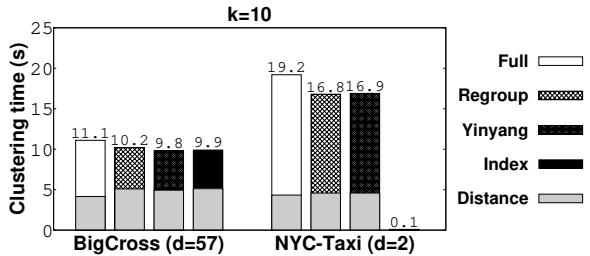 k=10
Clustering time (s)
25
20
15
10
5
0
11.1
10.2
9.8
9.9
19.2
16.8
16.9
0.1
BigCross (d=57)
NYC-Taxi (d=2)
Full
Regroup
Yinyang
Index
Distance